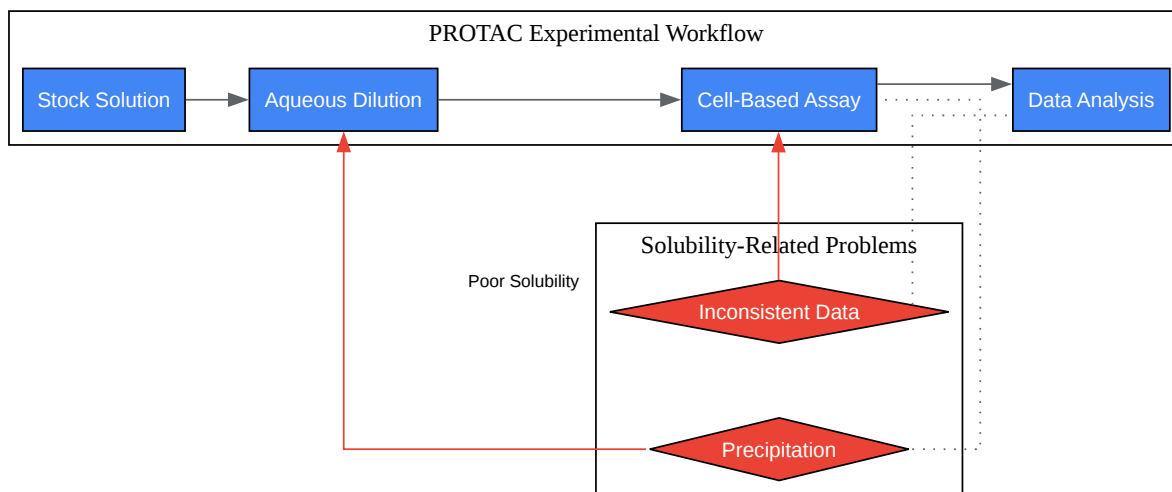 PROTAC Experimental Workflow
Stock Solution
Aqueous Dilution
Cell-Based Assay
Data Analysis
Solubility-Related Problems
Poor Solubility
Inconsistent Data
Precipitation